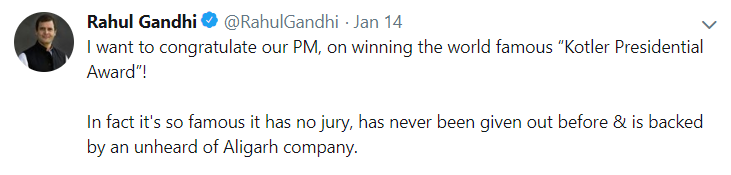 Rahul Gandhi @RahulGandhi · Jan 14
I want to congratulate our PM, on winning the world famous “Kotler Presidential
Award”!
In fact it's so famous it has no jury, has never been given out before & is backed
by an unheard of Aligarh company.